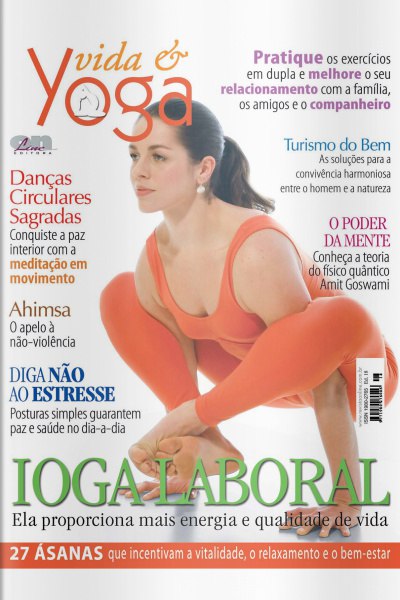 vida &
Yoga
on
Line
EDITORA
Pratique os exercícios
em dupla e melhore o seu
relacionamento com a família,
os amigos e o companheiro
Turismo do Bem
As soluções para a
convivência harmoniosa
entre o homem e a natureza
O PODER
DA MENTE
Conheça a teoria
do físico quântico
Amit Goswami
Danças
Circulares
Sagradas
Conquiste a paz
interior com a
meditação em
movimento
Ahimsa
O apelo à
não-violência
DIGA NÃO
AO ESTRESSE
Posturas simples guarantem
paz e saúde no dia-a-dia
IOGA LABORAL
Ela proporciona mais energia e qualidade de vida
27 ÁSANAS que incentivam a vitalidade, o relaxamento e o bem-estar